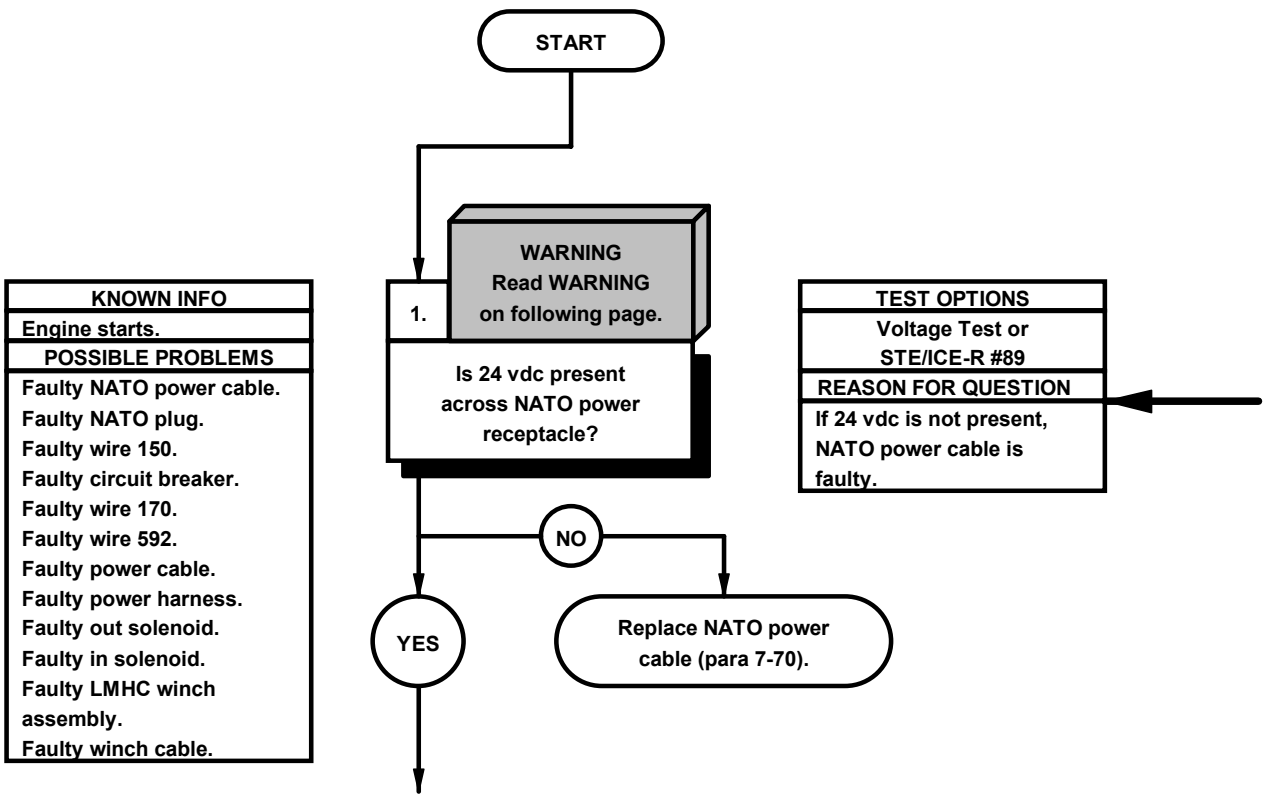 START
WARNING
Read WARNING
on following page.
1.
Is 24 vdc present
across NATO power
receptacle?
KNOWN INFO
Engine starts.
POSSIBLE PROBLEMS
Faulty NATO power cable.
Faulty NATO plug.
Faulty wire 150.
Faulty circuit breaker.
Faulty wire 170.
Faulty wire 592.
Faulty power cable.
Faulty power harness.
Faulty out solenoid.
Faulty in solenoid.
Faulty LMHC winch
assembly.
Faulty winch cable.
TEST OPTIONS
Voltage Test or
STE/ICE-R #89
REASON FOR QUESTION
If 24 vdc is not present,
NATO power cable is
faulty.
NO
YES
Replace NATO power
cable (para 7-70).